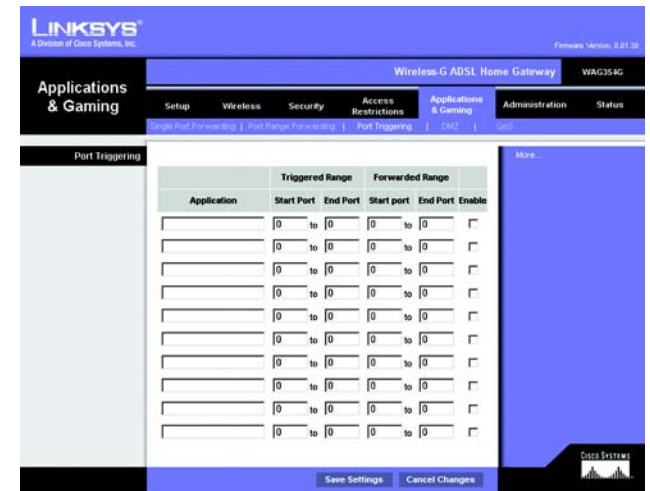 LINKSYS®
A Division of Cisco Systems, Inc.
Firmware Version: 0.01.30
Wireless-G ADSL Home Gateway WAG354G
Applications & Gaming
Setup Wireless Security Access Restrictions Applications & Gaming Administration Status
Single Port Forwarding | Port Range Forwarding | Port Triggering | DMZ | QoS
Port Triggering
More...
Triggered Range Forwarded Range
Application Start Port End Port Start port End Port Enable
0 to 0 0 to 0
0 to 0 0 to 0
0 to 0 0 to 0
0 to 0 0 to 0
0 to 0 0 to 0
0 to 0 0 to 0
0 to 0 0 to 0
0 to 0 0 to 0
0 to 0 0 to 0
0 to 0 0 to 0
Save Settings Cancel Changes
CISCO SYSTEMS